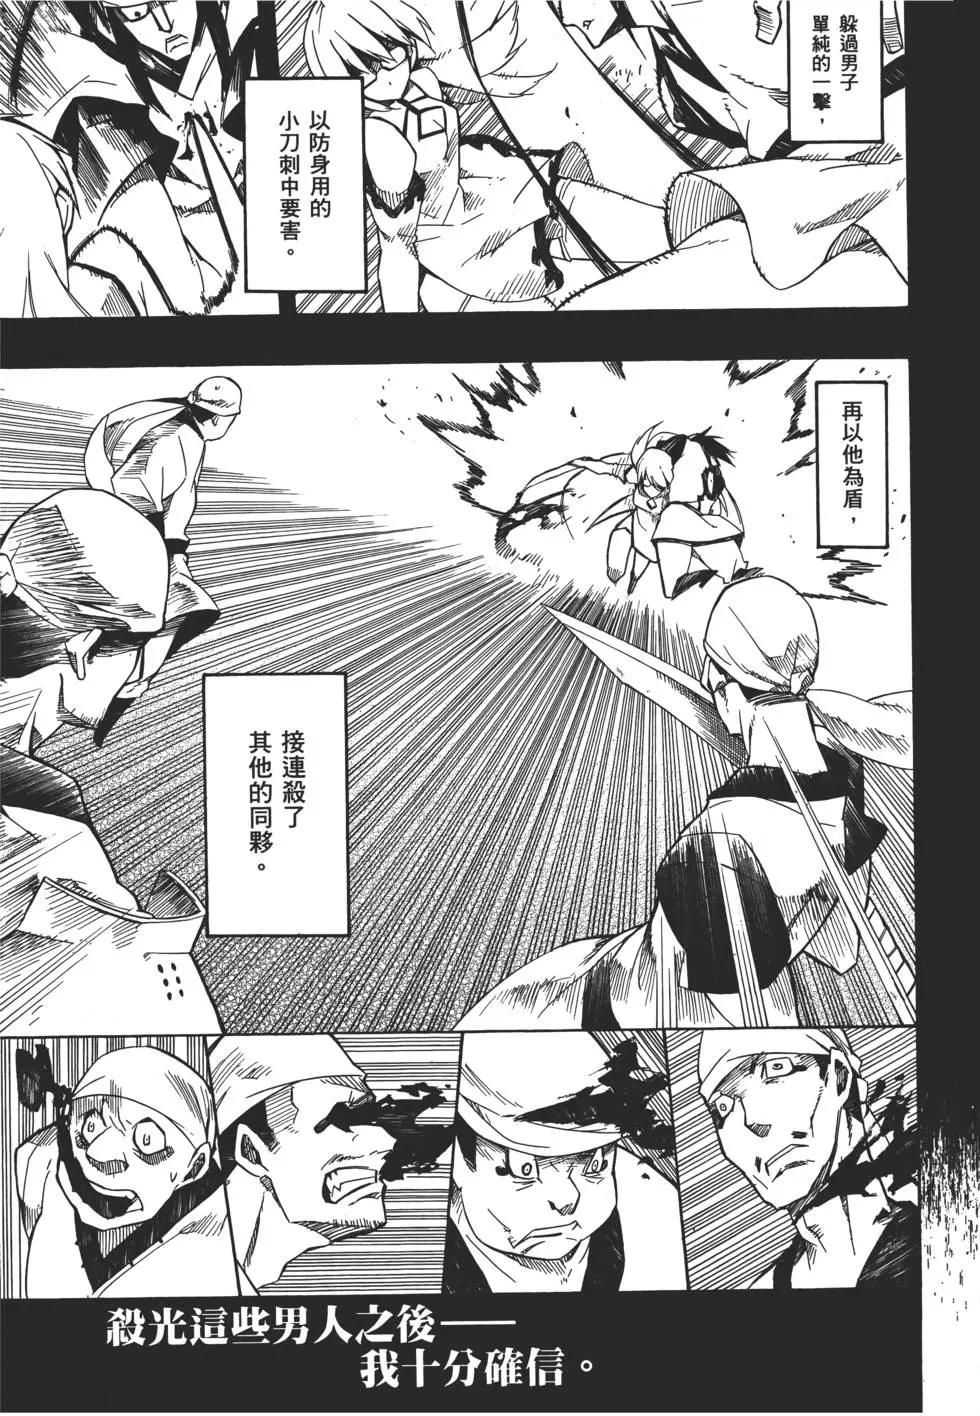 躲過男子
單純的一擊，
以防身用的
小刀刺中要害。
再以他為盾，
接連殺了
其他的同夥。
殺光這些男人之後——
我十分確信。